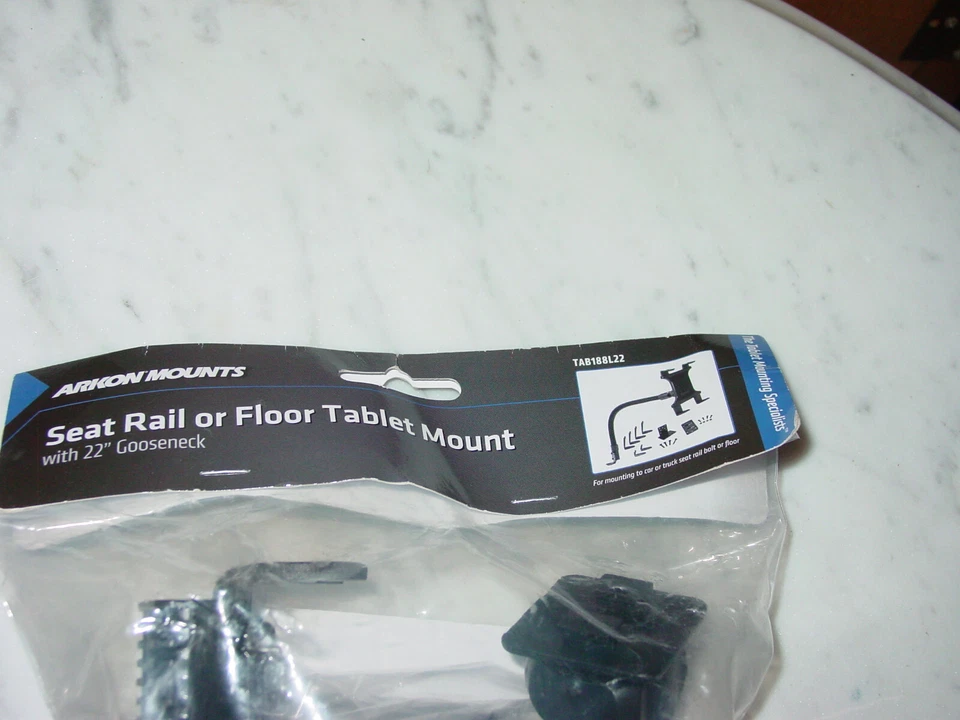 ARKON MOUNTS
Seat Rail or Floor Tablet Mount
with 22" Gooseneck
TAB188L22
For mounting to car or truck seat rail bolt or floor
The Tablet Mounting Specialists™